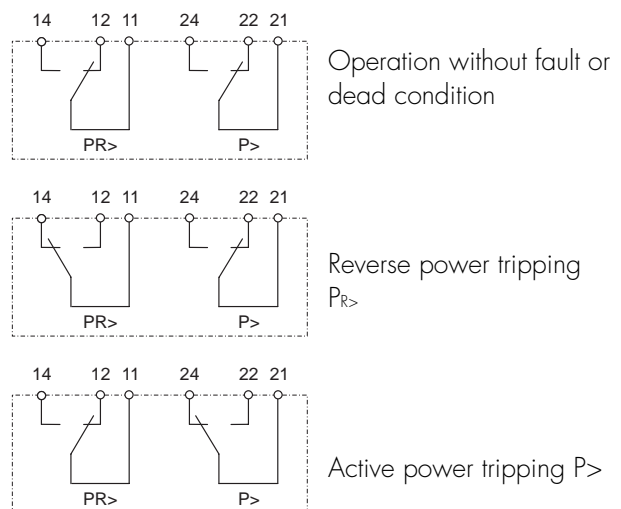 14 12 11 24 22 21
PR> P>
Operation without fault or
dead condition
14 12 11 24 22 21
PR> P>
Reverse power tripping
PR>
14 12 11 24 22 21
PR> P>
Active power tripping P>